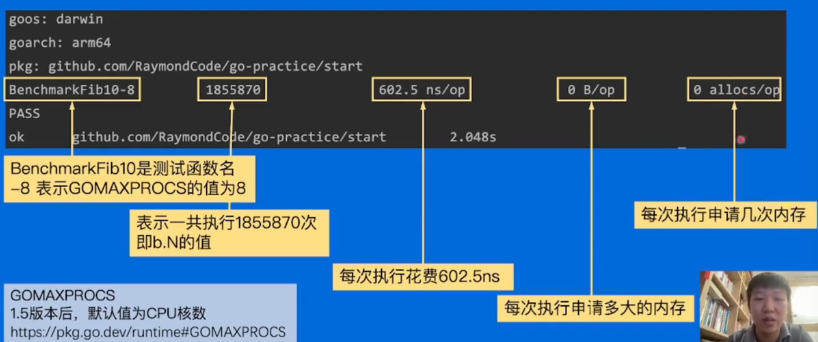 goos: darwin
goarch: arm64
pkg: github.com/RaymondCode/go-practice/start
BenchmarkFib10-8 1855870 602.5 ns/op 0 B/op 0 allocs/op
PASS
ok github.com/RaymondCode/go-practice/start 2.048s
BenchmarkFib10是测试函数名
-8 表示GOMAXPROCS的值为8
表示一共执行1855870次
即b.N的值
每次执行花费602.5ns
每次执行申请多大的内存
每次执行申请几次内存
GOMAXPROCS
1.5版本后，默认值为CPU核数
https://pkg.go.dev/runtime#GOMAXPROCS